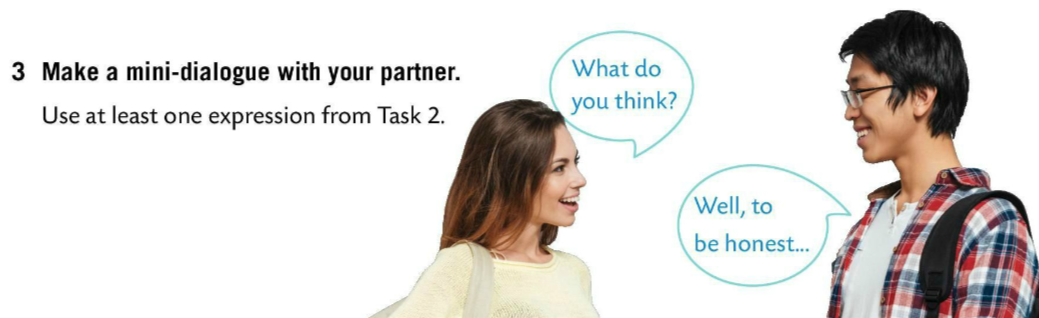 3 Make a mini-dialogue with your partner.
Use at least one expression from Task 2.
What do
you think?
Well, to
be honest...